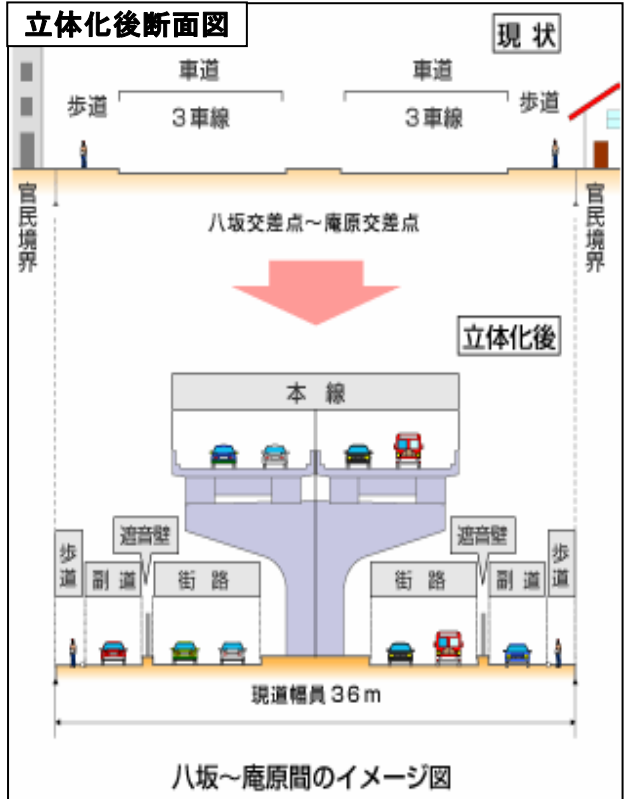 立体化後断面図
現状
車道
車道
歩道
3車線
3車線
歩道
官民境界
官民境界
八坂交差点～庵原交差点
立体化後
本線
歩道
副道
遮音壁
街路
街路
遮音壁
副道
歩道
現道幅員36m
八坂～庵原間のイメージ図